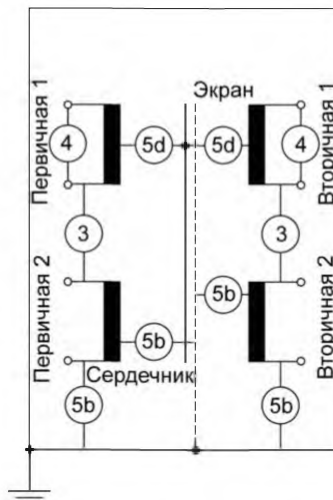 Экран
Первичная 1
4
5d
5d
4
Вторичная 1
3
3
Первичная 2
5b
5b
Вторичная 2
Сердечник
5b
5b